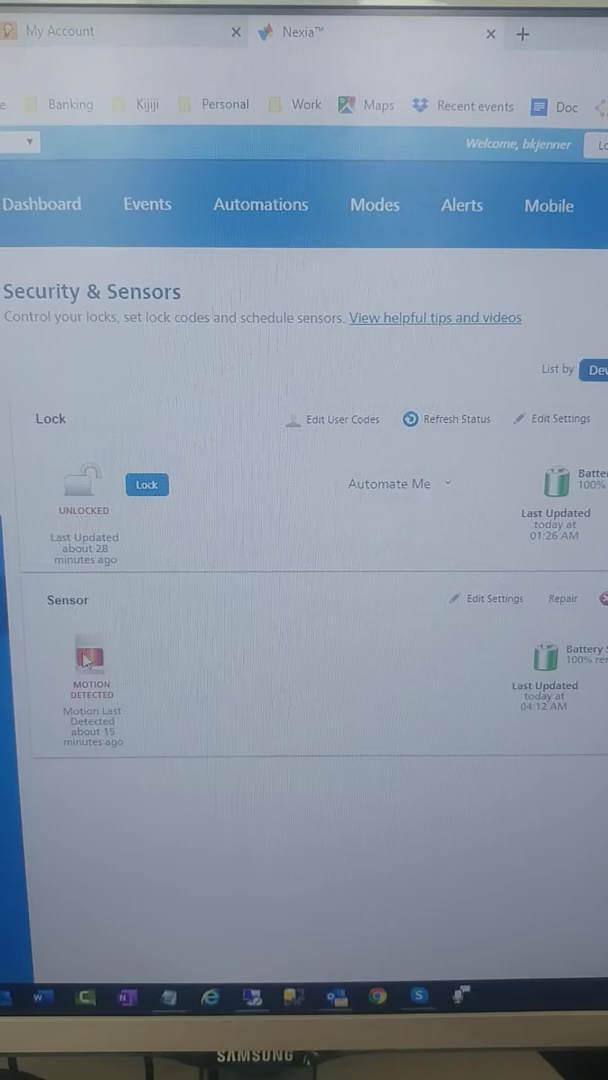 My Account
Nexia™
e Banking Kijiji Personal Work Maps Recent events Doc
Welcome, bkjenner
Lo
Dashboard Events Automations Modes Alerts Mobile
Security & Sensors
Control your locks, set lock codes and schedule sensors. View helpful tips and videos
List by
Lock Edit User Codes Refresh Status Edit Settings
Lock Automate Me
100%
UNLOCKED
Last Updated
about 28
minutes ago
Last Updated
today at
01:26 AM
Sensor Edit Settings Repair
Battery
100%
MOTION
DETECTED
Motion Last
Detected
about 15
minutes ago
Last Updated
today at
04:12 AM
SAMSUNG